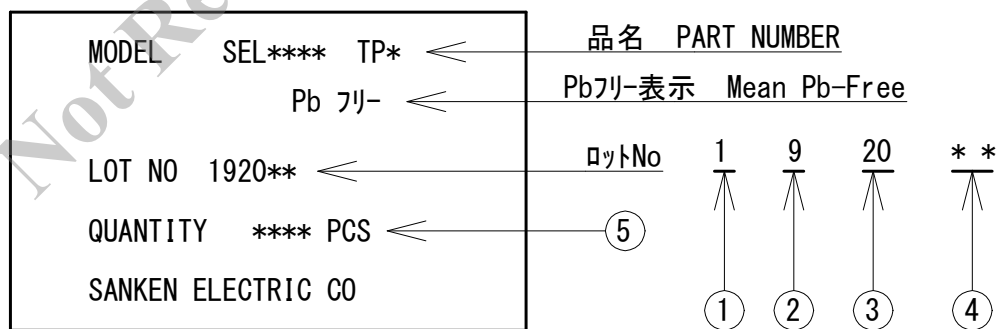 MODEL SEL**** TP*
品名 PART NUMBER
Pb フリー
Pbフリー表示 Mean Pb-Free
LOT NO 1920**
ロットNo 1 9 20 **
QUANTITY **** PCS
⑤
SANKEN ELECTRIC CO
① ② ③ ④
Not Re